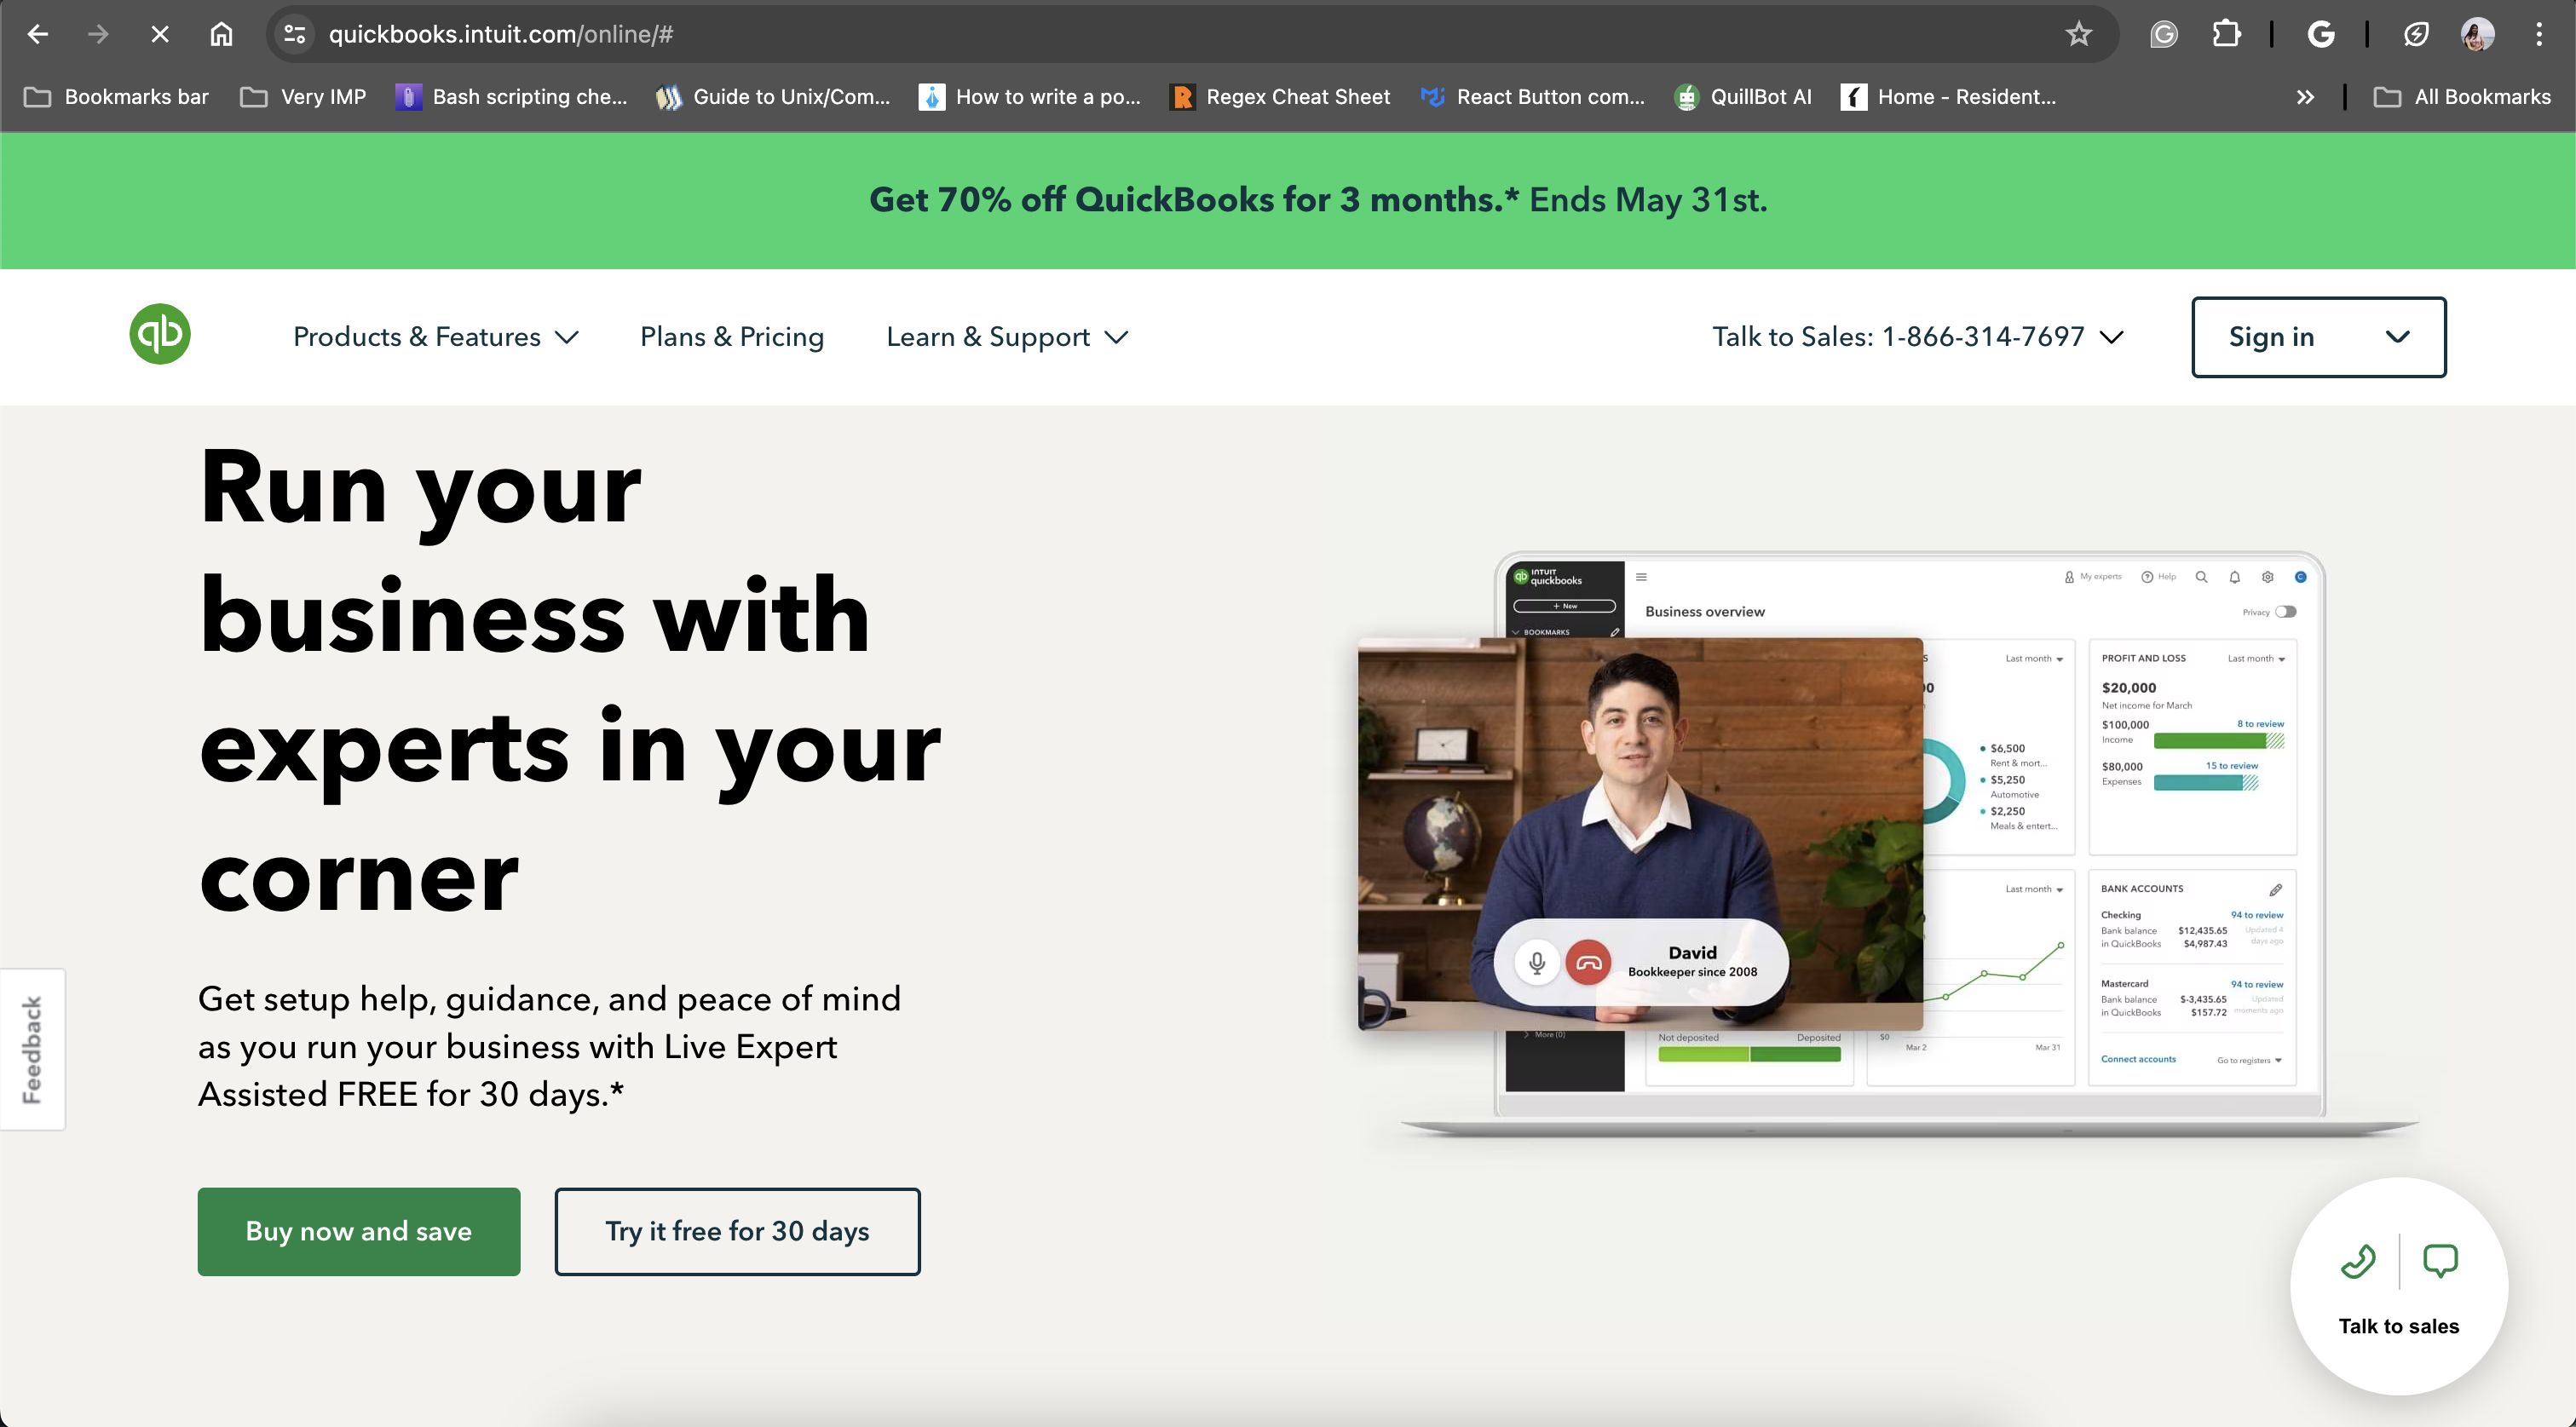 quickbooks.intuit.com/online/#
Bookmarks bar
Very IMP
Bash scripting che...
Guide to Unix/Com...
How to write a po...
Regex Cheat Sheet
React Button com...
QuillBot AI
Home - Resident...
All Bookmarks
Get 70% off QuickBooks for 3 months.* Ends May 31st.
qb
Products & Features
Plans & Pricing
Learn & Support
Talk to Sales: 1-866-314-7697
Sign in
Run your
business with
experts in your
corner
Get setup help, guidance, and peace of mind
as you run your business with Live Expert
Assisted FREE for 30 days.*
Buy now and save
Try it free for 30 days
Feedback
qb INTUIT
quickbooks
+ New
BOOKMARKS
More (0)
My experts
Help
C
Business overview
Privacy
Last month
$6,500
Rent & mort...
$5,250
Automotive
$2,250
Meals & entert...
PROFIT AND LOSS
Last month
$20,000
Net income for March
$100,000
8 to review
Income
$80,000
15 to review
Expenses
David
Bookkeeper since 2008
Not deposited
Deposited
Last month
$0
Mar 2
Mar 31
BANK ACCOUNTS
Checking
94 to review
Bank balance $12,435.65 Updated 4
in QuickBooks $4,987.43 days ago
Mastercard
94 to review
Bank balance $-3,435.65 Updated
in QuickBooks $157.72 moments ago
Connect accounts
Go to registers
Talk to sales